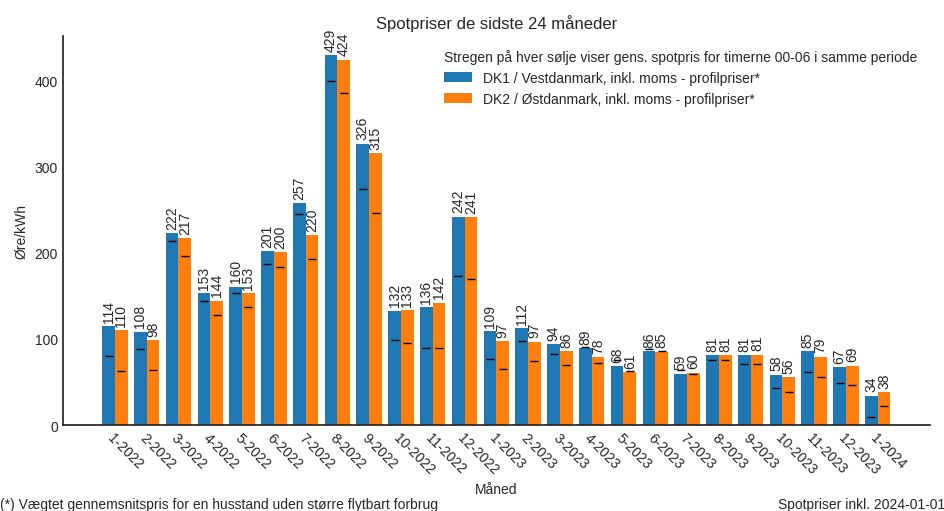 Spotpriser de sidste 24 måneder
Stregen på hver sølje viser gens. spotpris for timerne 00-06 i samme periode
DK1 / Vestdanmark, inkl. moms - profilpriser*
DK2 / Østdanmark, inkl. moms - profilpriser*
Øre/kWh
400
300
200
100
0
114 110 108 98 222 217 153 144 160 153 201 200 257 220 429 424 326 315 132 133 136 142 242 241 109 97 112 97 94 86 89 78 68 61 86 85 59 60 81 81 81 81 58 56 85 79 67 69 34 38
1-2022 2-2022 3-2022 4-2022 5-2022 6-2022 7-2022 8-2022 9-2022 10-2022 11-2022 12-2022 1-2023 2-2023 3-2023 4-2023 5-2023 6-2023 7-2023 8-2023 9-2023 10-2023 11-2023 12-2023 1-2024
Måned
(*) Vægtet gennemsnitspris for en husstand uden større flytbart forbrug
Spotpriser inkl. 2024-01-01